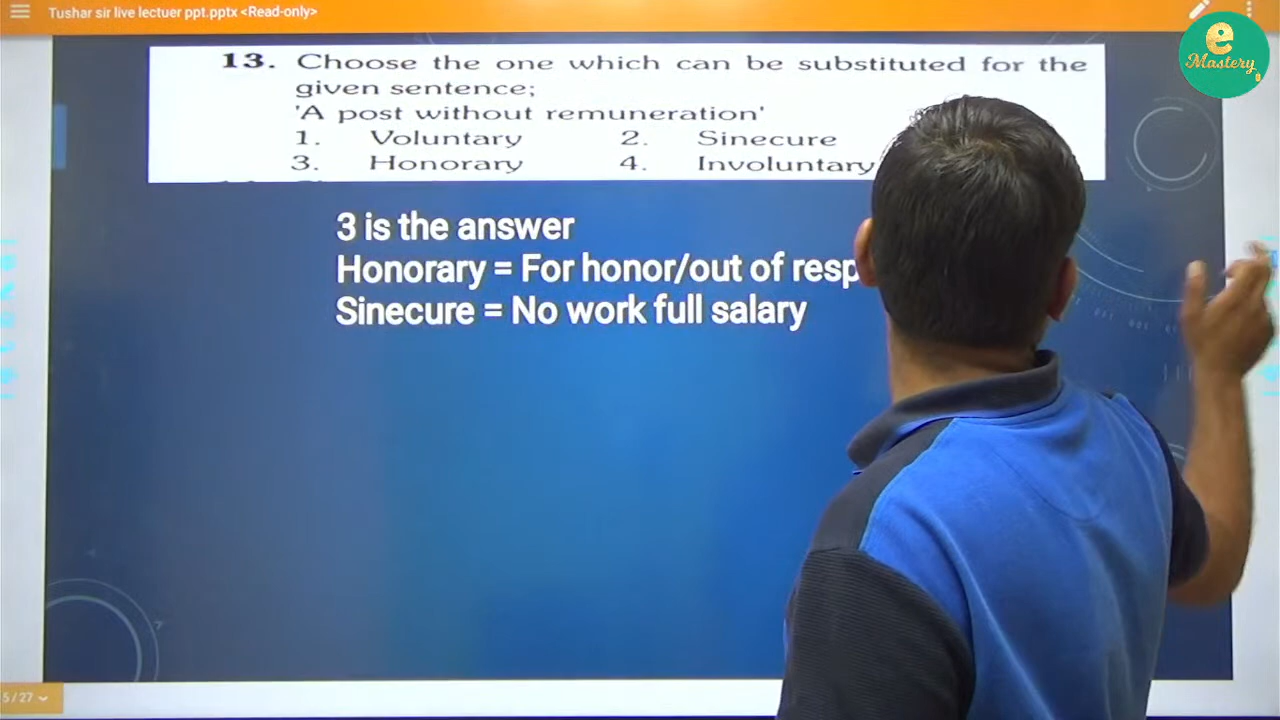 Tushar sir live lectuer ppt.pptx <Read-only>
e
Mastery
13. Choose the one which can be substituted for the
given sentence;
'A post without remuneration'
1. Voluntary 2. Sinecure
3. Honorary 4. Involuntary
3 is the answer
Honorary = For honor/out of resp
Sinecure = No work full salary
5 / 27